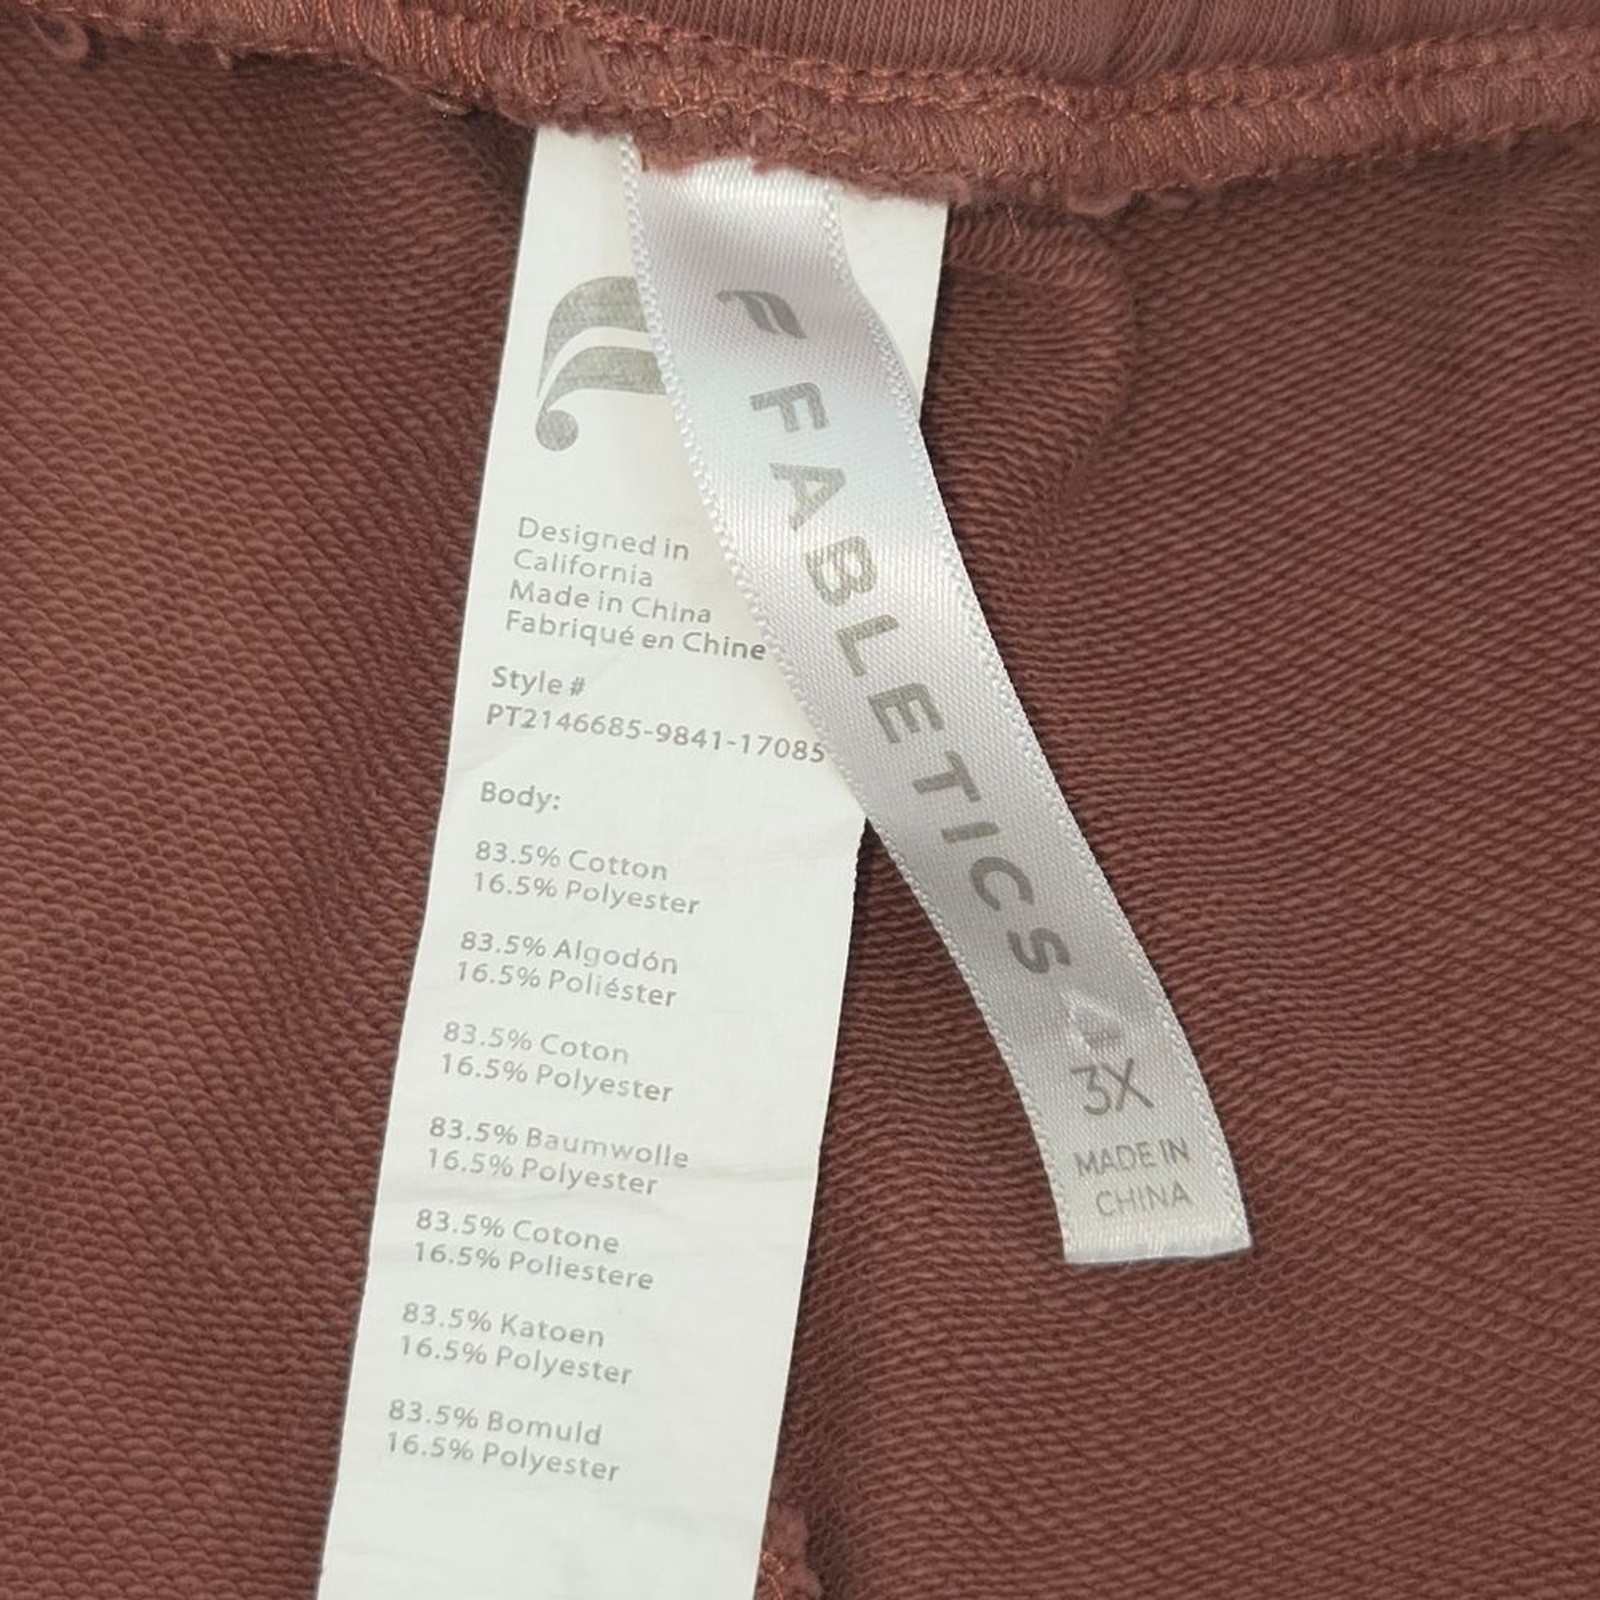 Designed in
California
Made in China
Fabriqué en Chine
Style #
PT2146685-9841-17085
Body:
83.5% Cotton
16.5% Polyester
83.5% Algodón
16.5% Poliéster
83.5% Coton
16.5% Polyester
83.5% Baumwolle
16.5% Polyester
83.5% Cotone
16.5% Poliestere
83.5% Katoen
16.5% Polyester
83.5% Bomuld
16.5% Polyester
FABLETICS
3X
MADE IN
CHINA